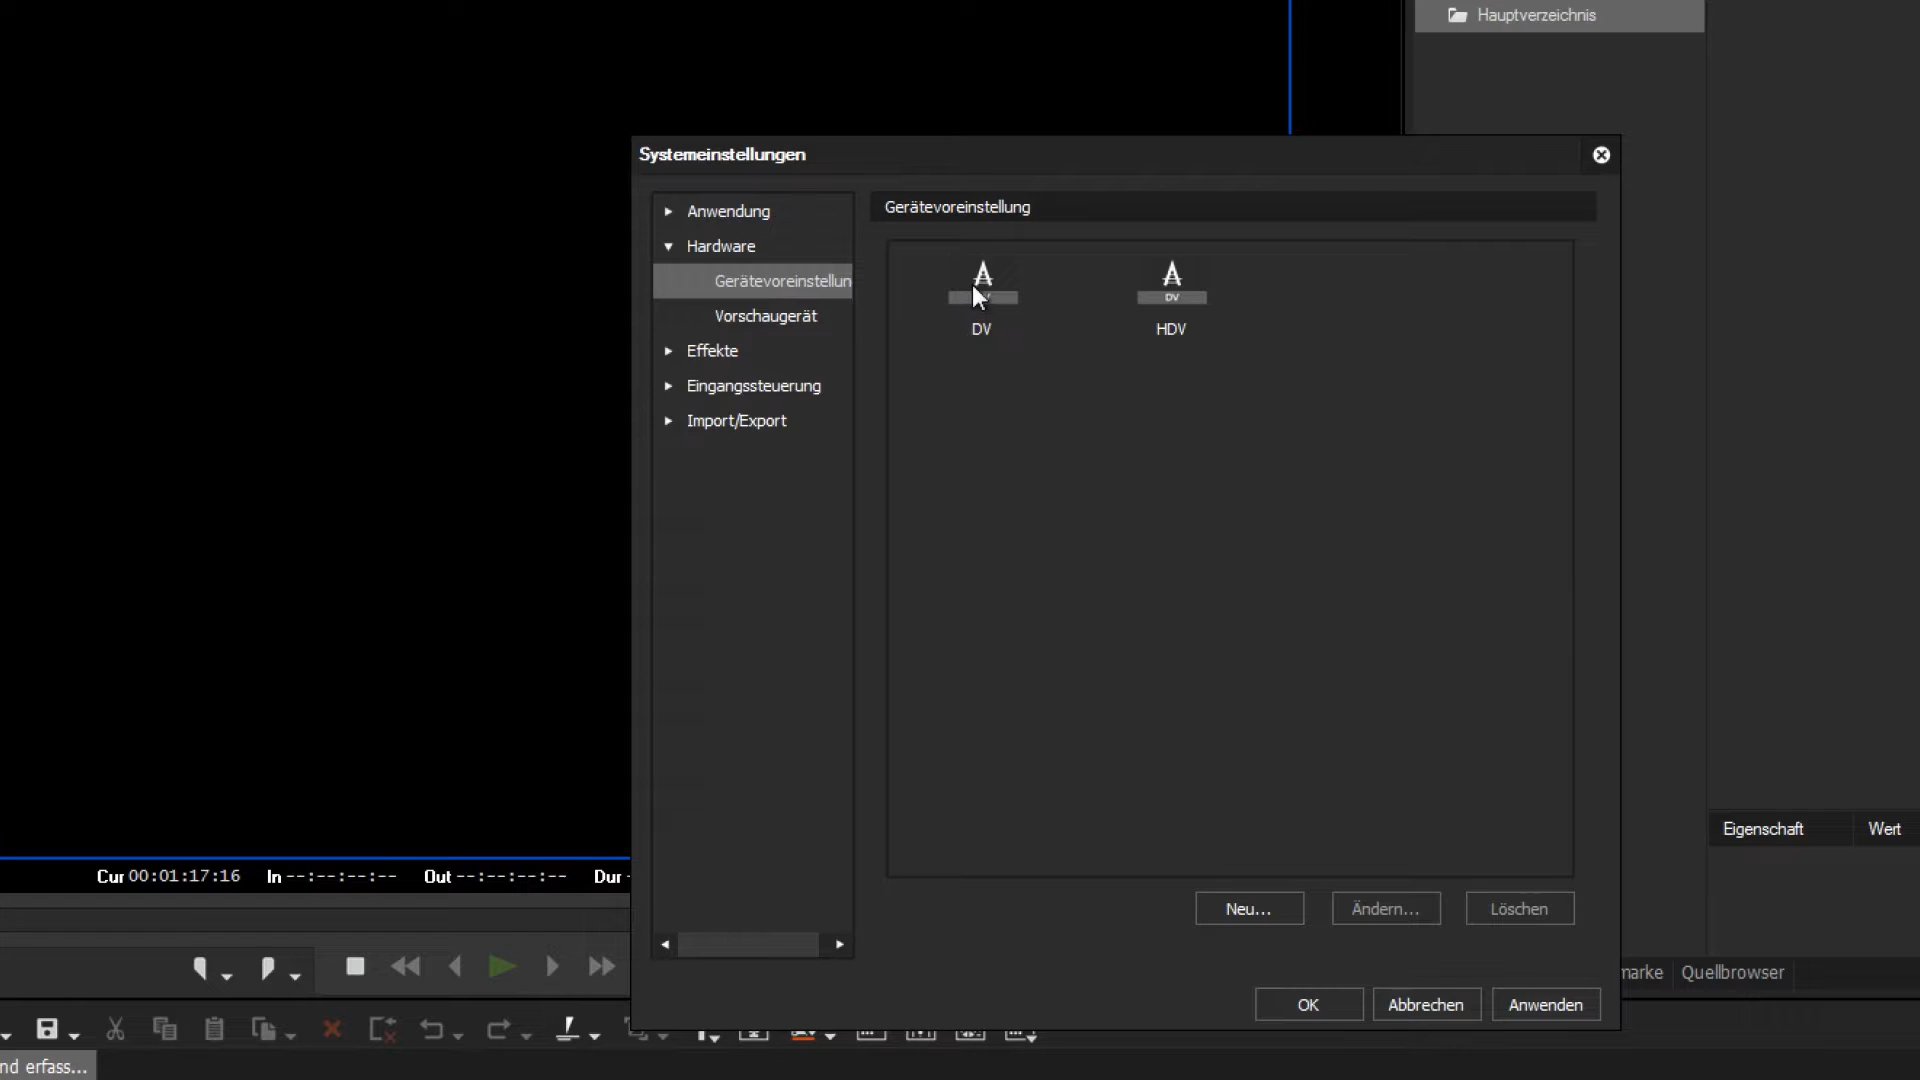 Hauptverzeichnis
Systemeinstellungen
Anwendung
Hardware
Gerätevoreinstellun
Vorschaugerät
Effekte
Eingangssteuerung
Import/Export
Gerätevoreinstellung
DV
DV
HDV
Neu...
Ändern...
Löschen
OK
Abbrechen
Anwenden
Eigenschaft
Wert
Cur 00:01:17:16 In --:--:--:-- Out --:--:--:-- Dur -
marke
Quellbrowser
nd erfass...